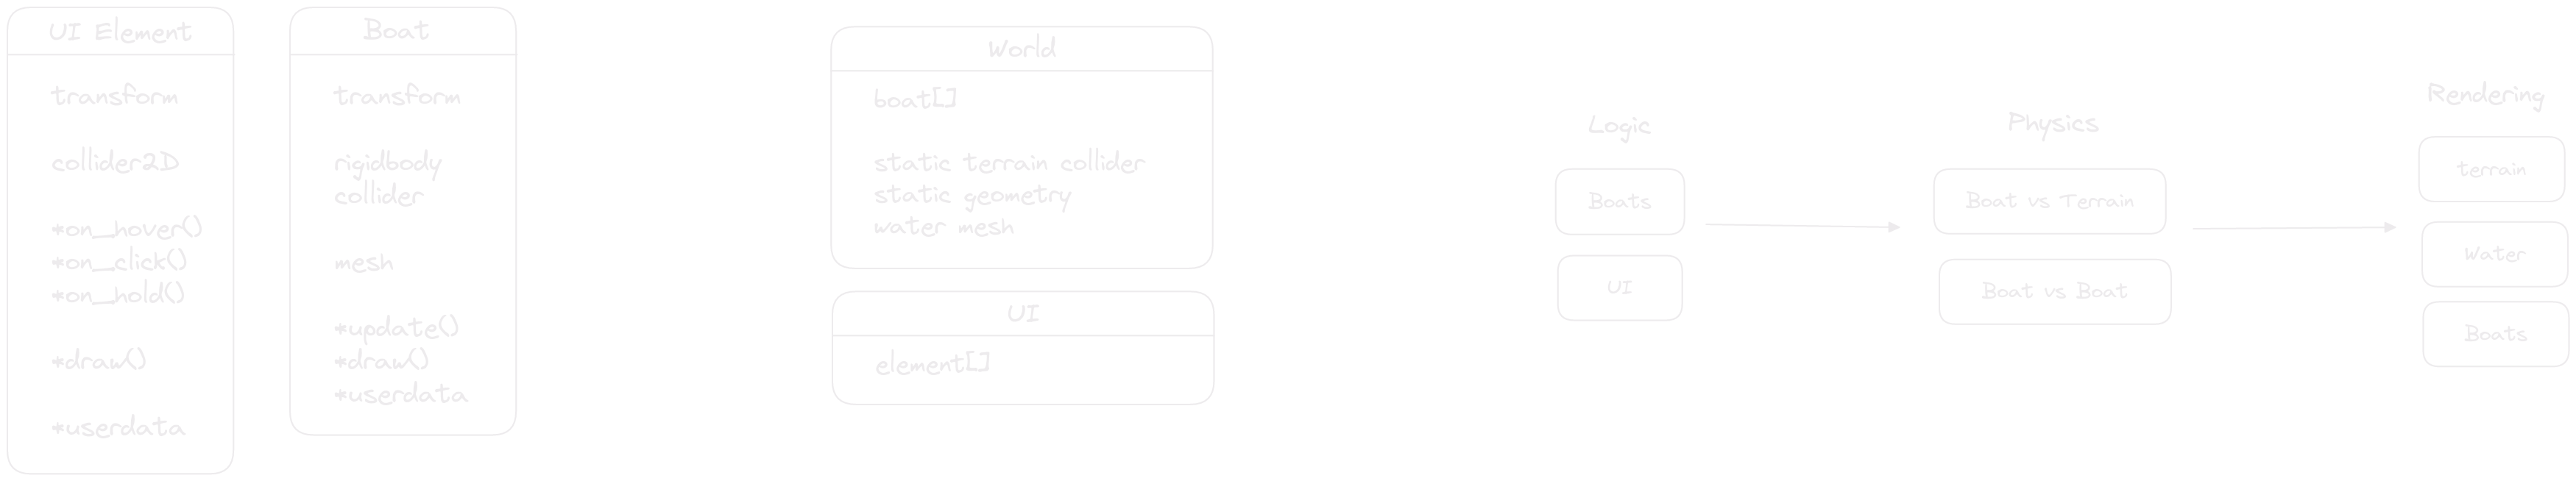 UI Element
transform
collider2D
*on_hover()
*on_click()
*on_hold()
*draw()
*userdata
Boat
transform
rigidbody
collider
mesh
*update()
*draw()
*userdata
World
boat[]
static terrain collider
static geometry
water mesh
UI
element[]
Logic
Boats
UI
Physics
Boat vs Terrain
Boat vs Boat
Rendering
terrain
Water
Boats